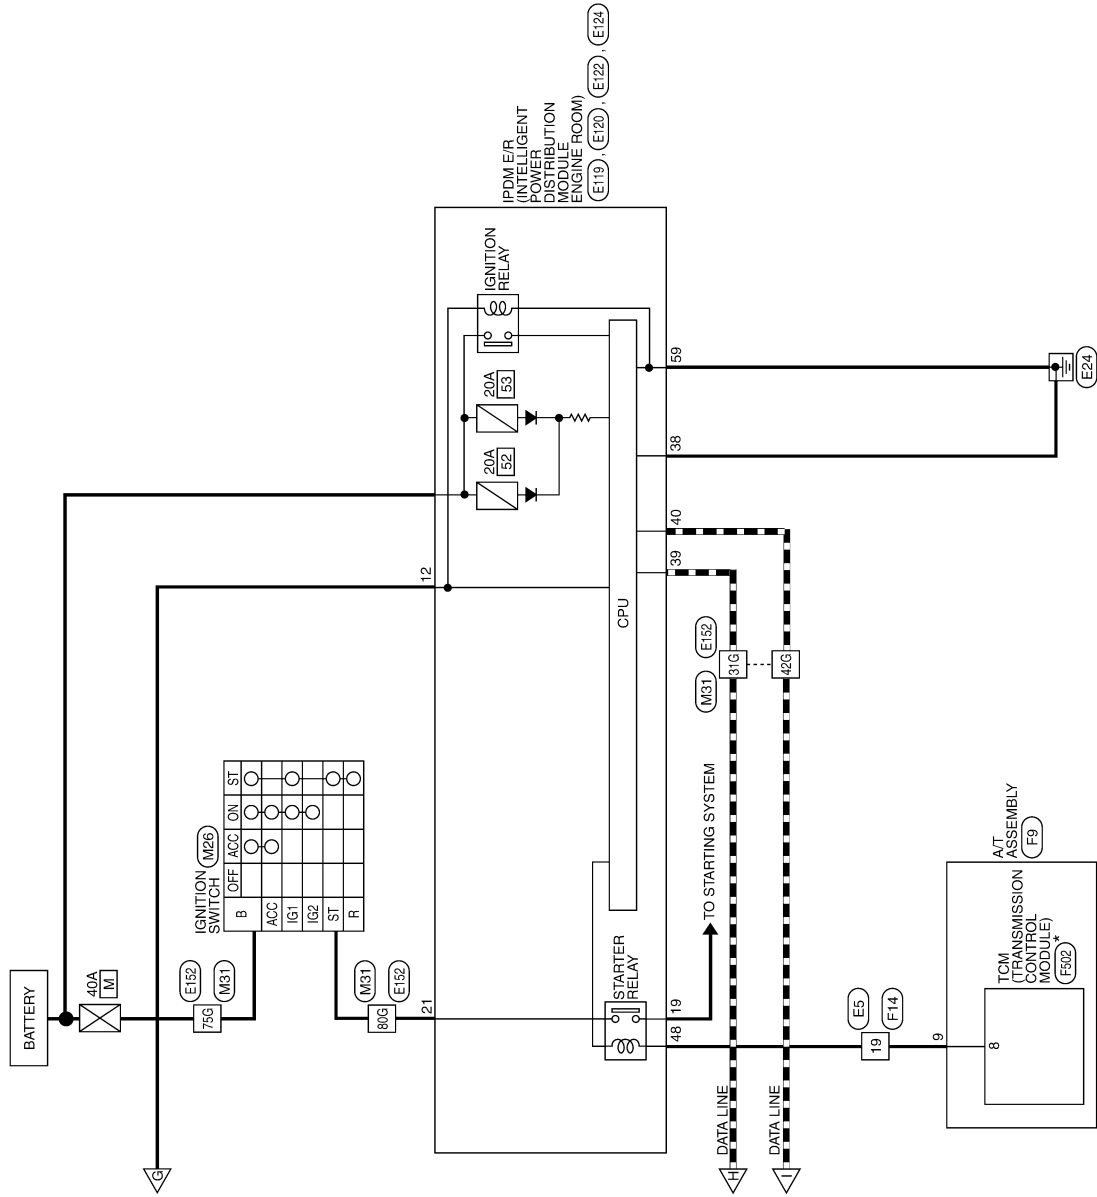 BATTERY
40A
M
75G
E152
M31
IGNITION
SWITCH
M26
OFF
ACC
ON
ST
B
ACC
IG1
IG2
ST
R
80G
M31
E152
G
12
21
IPDM E/R
(INTELLIGENT
POWER
DISTRIBUTION
MODULE
ENGINE ROOM)
E119 , E120 , E122 , E124
20A
52
20A
53
IGNITION
RELAY
CPU
STARTER
RELAY
48
19
39
40
38
59
TO STARTING SYSTEM
M31
E152
31G
42G
DATA LINE
H
DATA LINE
I
E24
19
E5
F14
9
8
A/T
ASSEMBLY
F9
TCM
(TRANSMISSION
CONTROL
MODULE)
F502
*